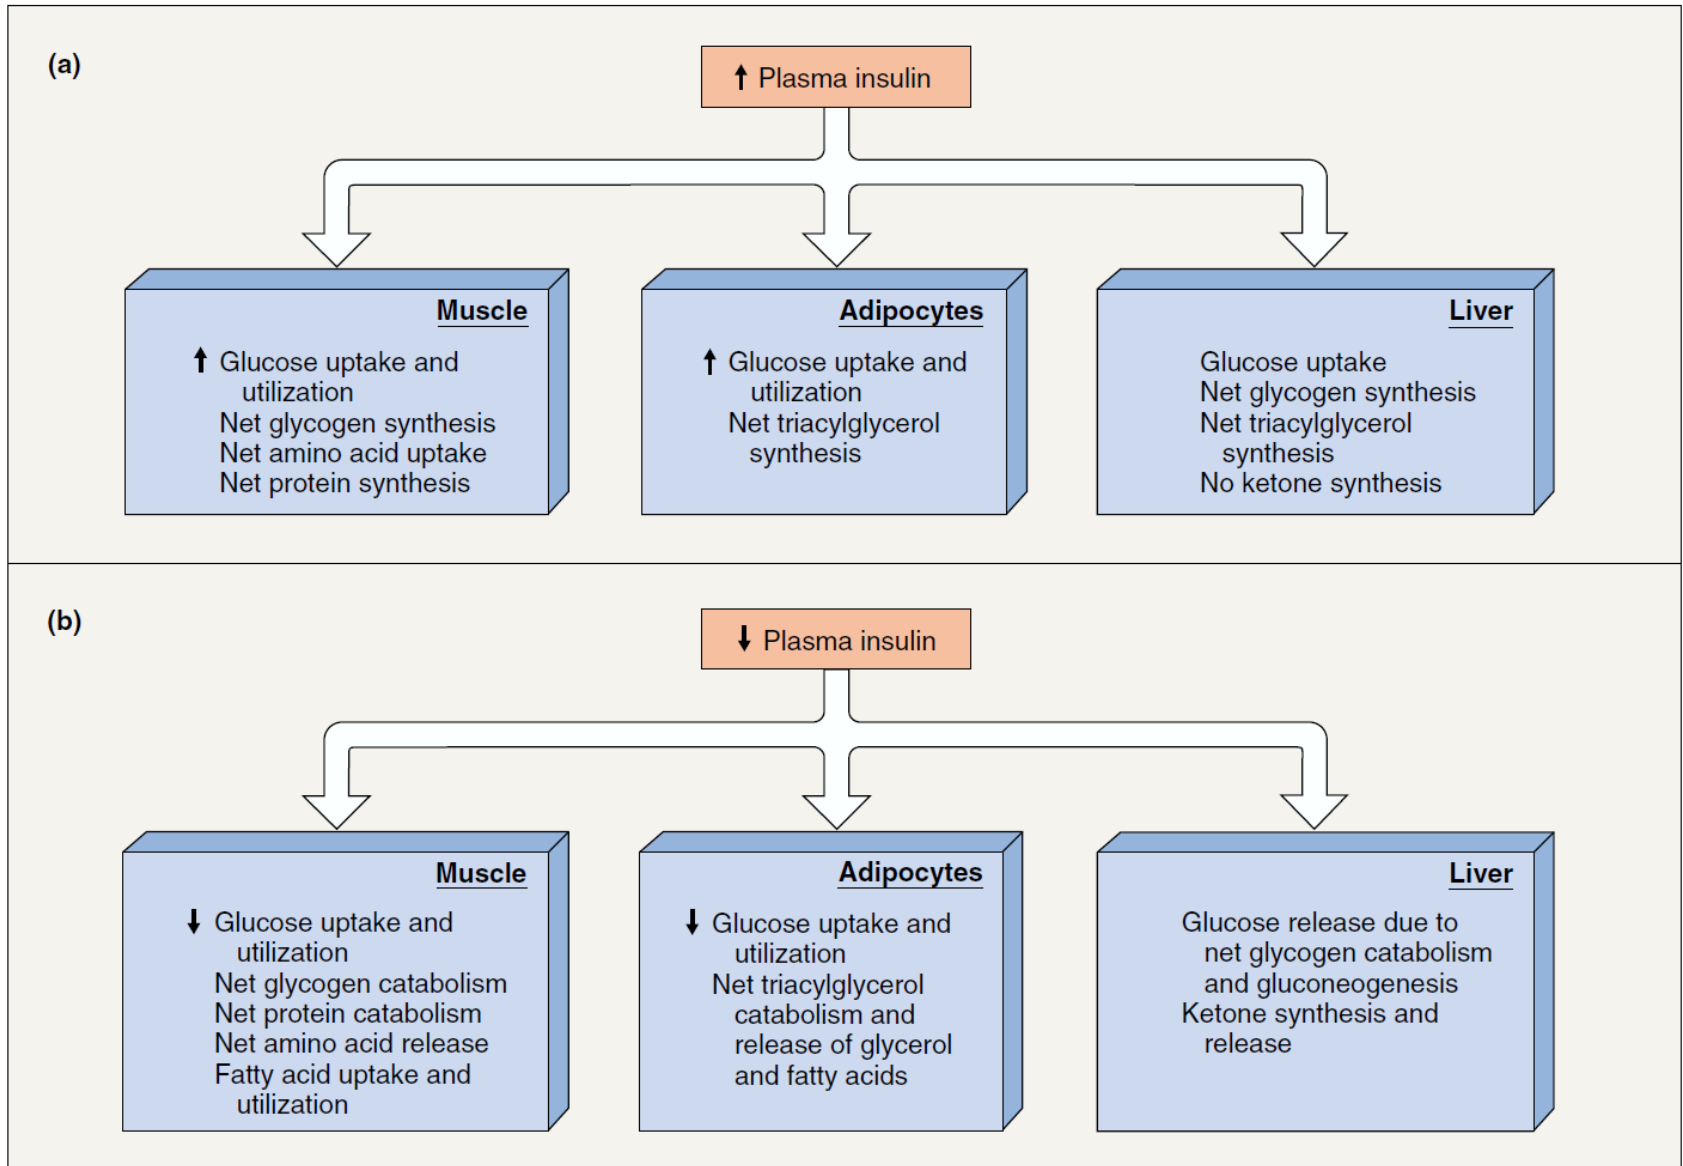 (a)
↑ Plasma insulin
Muscle
↑ Glucose uptake and
utilization
Net glycogen synthesis
Net amino acid uptake
Net protein synthesis
Adipocytes
↑ Glucose uptake and
utilization
Net triacylglycerol
synthesis
Liver
Glucose uptake
Net glycogen synthesis
Net triacylglycerol
synthesis
No ketone synthesis
(b)
↓ Plasma insulin
Muscle
↓ Glucose uptake and
utilization
Net glycogen catabolism
Net protein catabolism
Net amino acid release
Fatty acid uptake and
utilization
Adipocytes
↓ Glucose uptake and
utilization
Net triacylglycerol
catabolism and
release of glycerol
and fatty acids
Liver
Glucose release due to
net glycogen catabolism
and gluconeogenesis
Ketone synthesis and
release